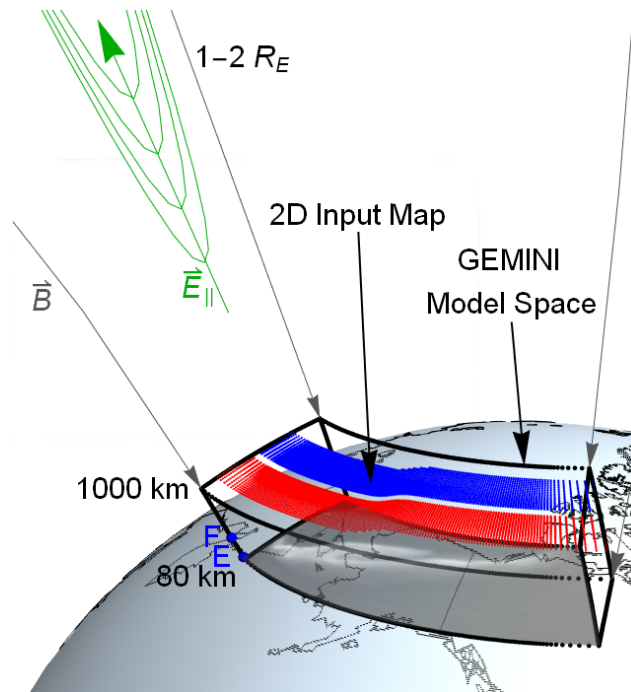 1–2 R_E
2D Input Map
E⃗_||
B⃗
GEMINI
Model Space
1000 km
F
E
80 km